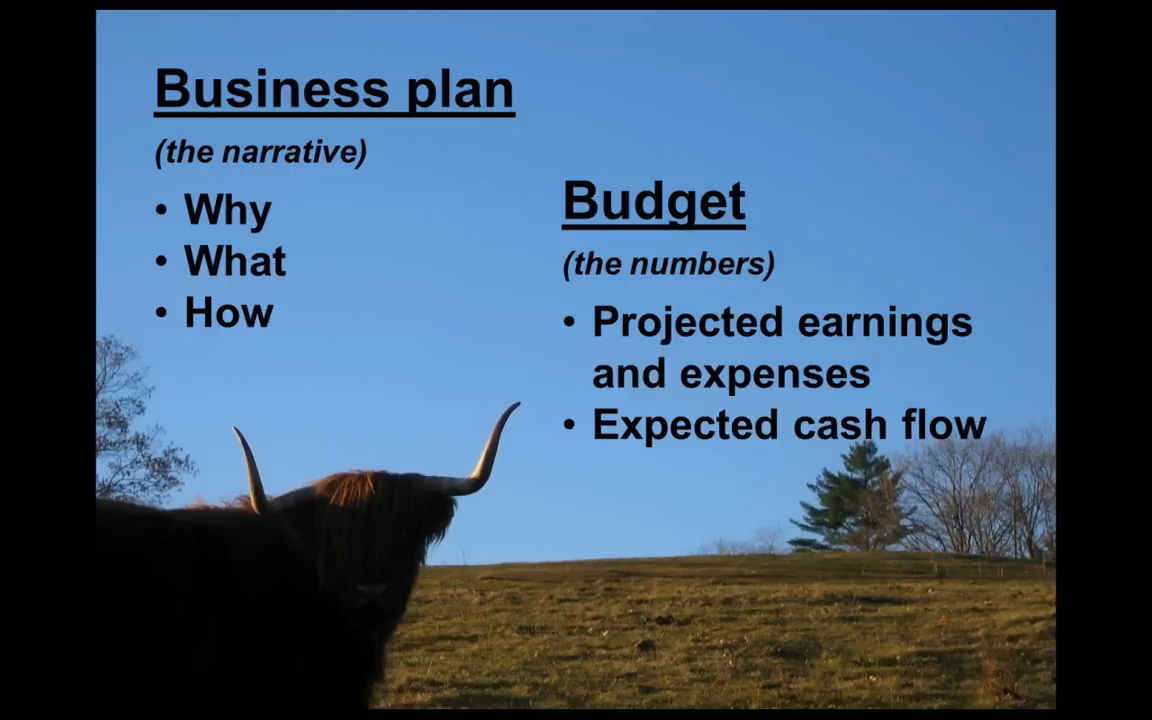 Business plan
(the narrative)
• Why
• What
• How
Budget
(the numbers)
• Projected earnings
and expenses
• Expected cash flow